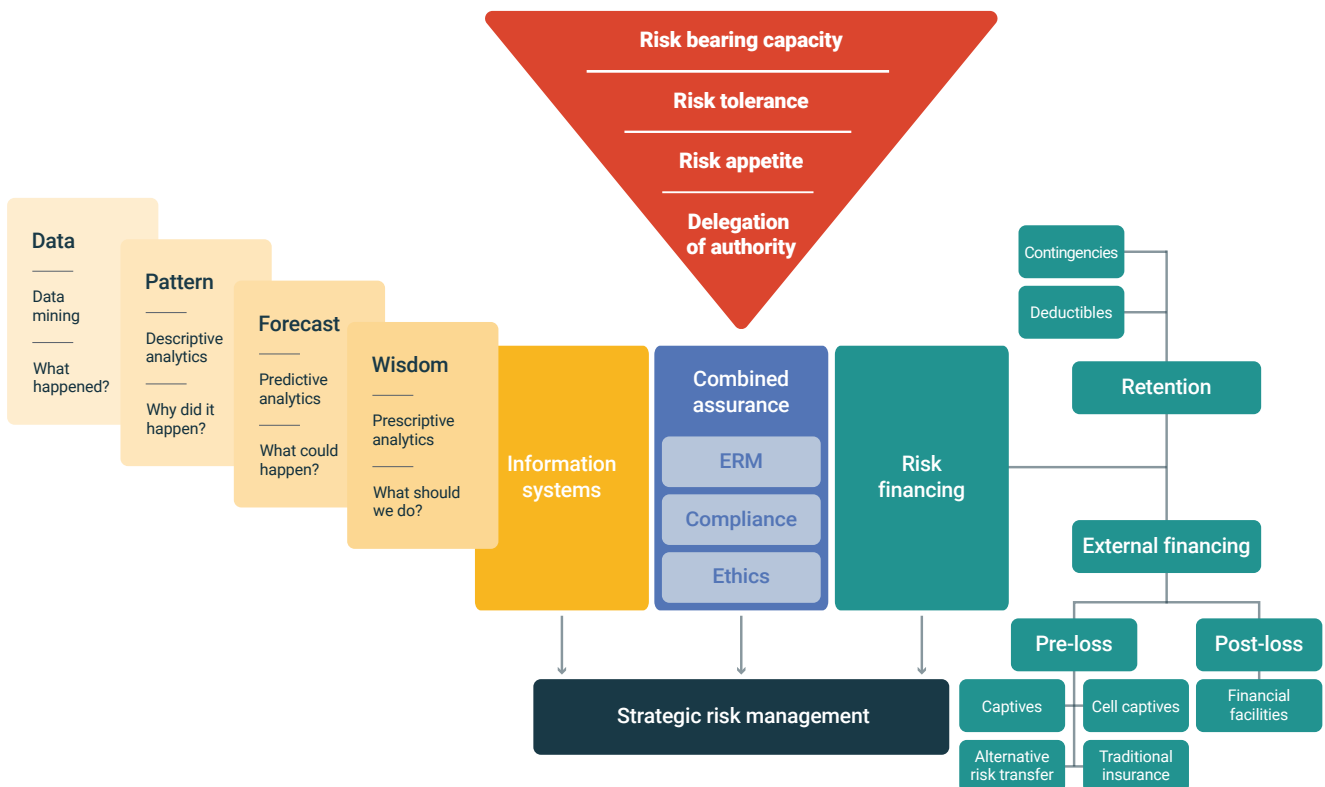 Risk bearing capacity
Risk tolerance
Risk appetite
Delegation
of authority
Data
Data
mining
What
happened?
Pattern
Descriptive
analytics
Why did it
happen?
Forecast
Predictive
analytics
What could
happen?
Wisdom
Prescriptive
analytics
What should
we do?
Information
systems
Combined
assurance
ERM
Compliance
Ethics
Risk
financing
Strategic risk management
Contingencies
Deductibles
Retention
External financing
Pre-loss
Captives
Cell captives
Alternative
risk transfer
Traditional
insurance
Post-loss
Financial
facilities